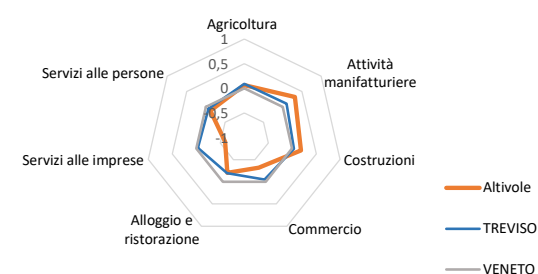 Agricoltura
1
0,5
0
-0,5
-1
Attività
manifatturiere
Costruzioni
Commercio
Alloggio e
ristorazione
Servizi alle imprese
Servizi alle persone
Altivole
TREVISO
VENETO